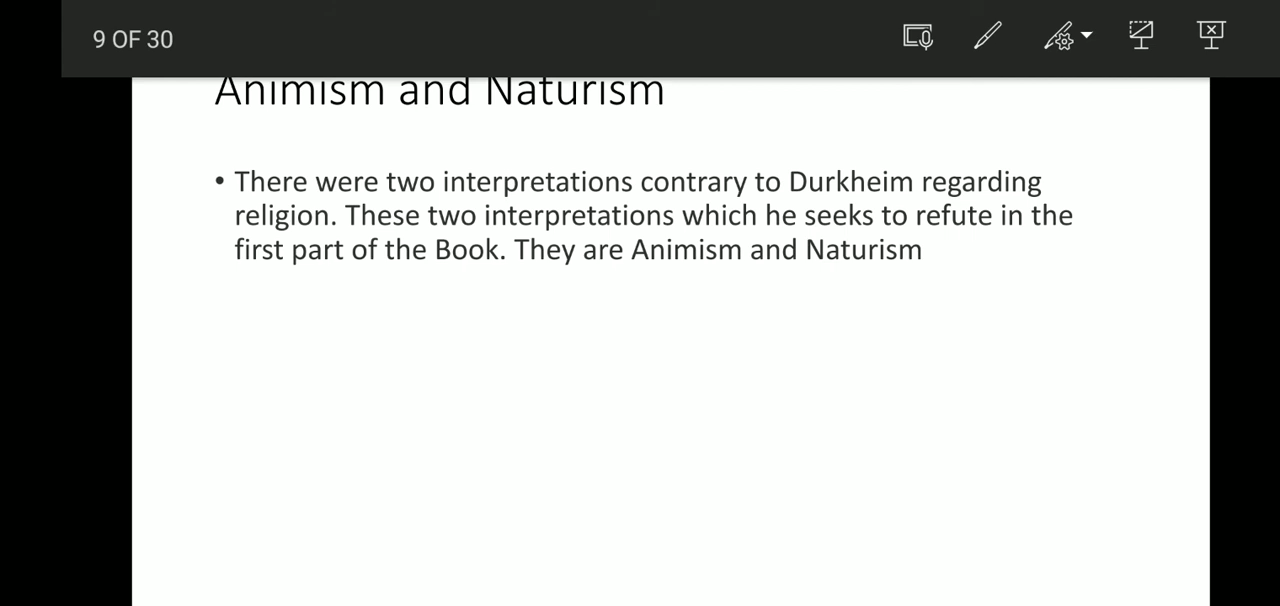 9 OF 30
Animism and Naturism
• There were two interpretations contrary to Durkheim regarding
religion. These two interpretations which he seeks to refute in the
first part of the Book. They are Animism and Naturism